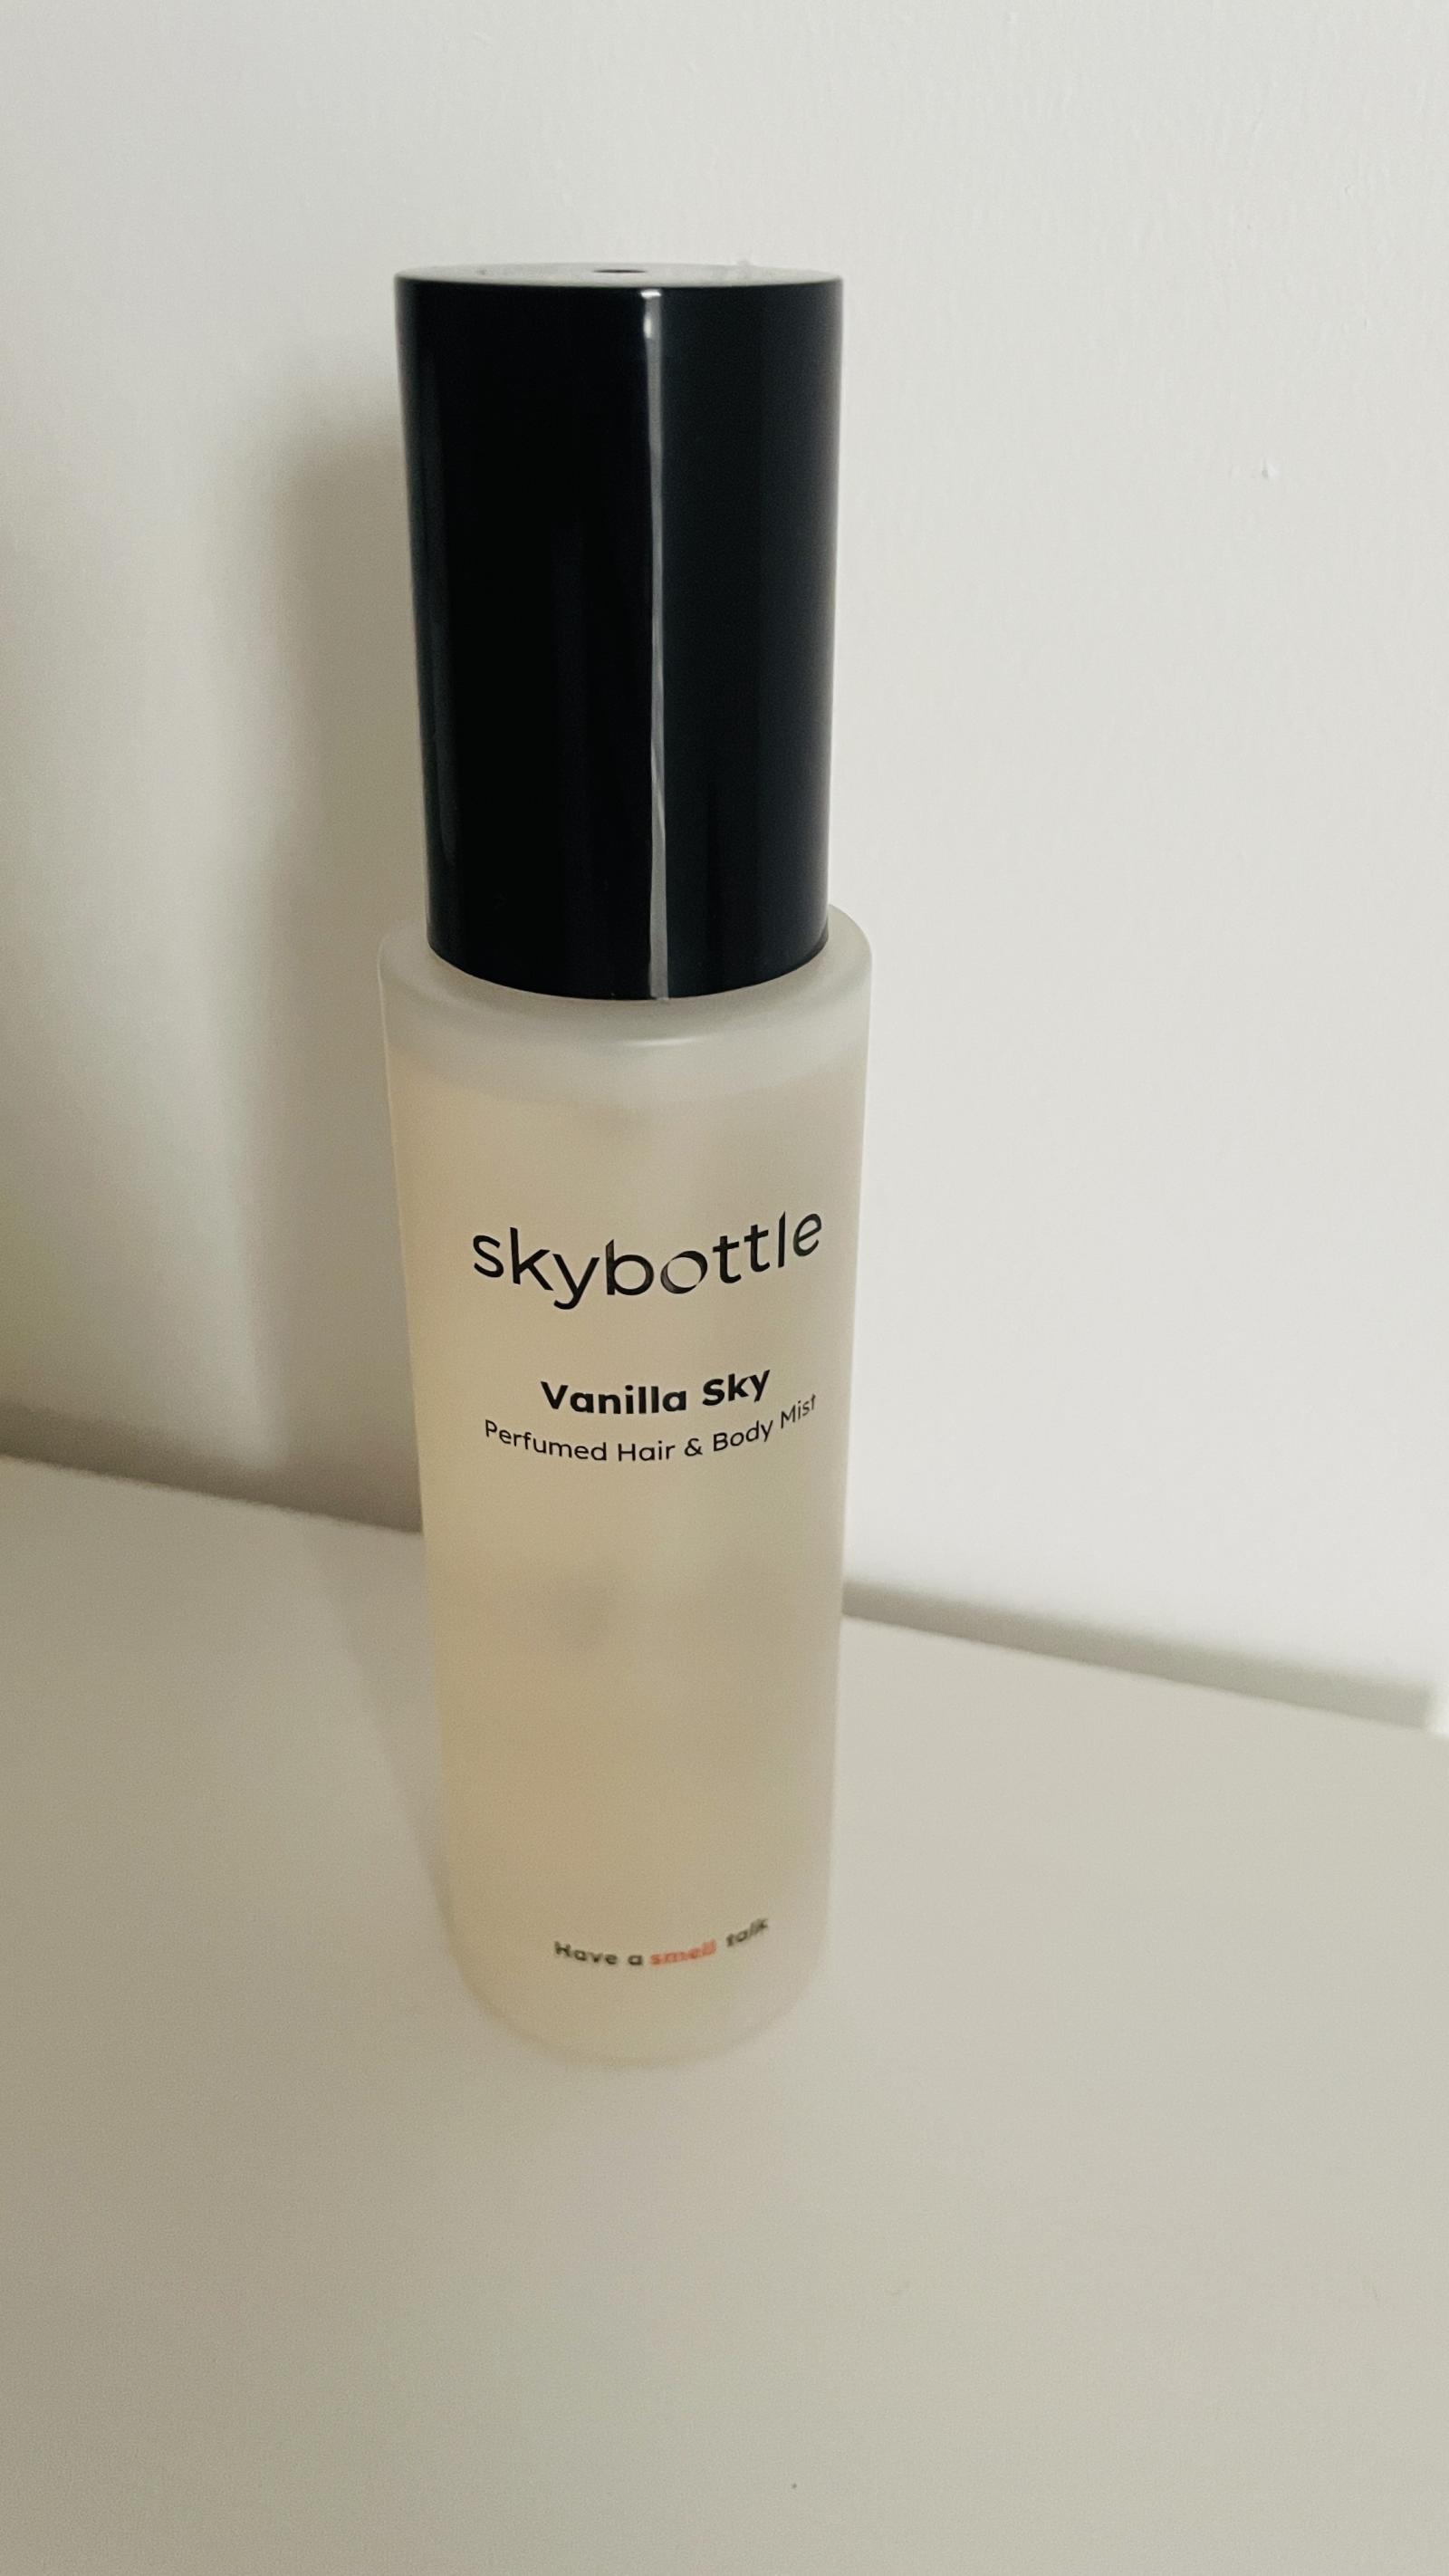 skybottle
Vanilla Sky
Perfumed Hair & Body Mist
Have a smell talk